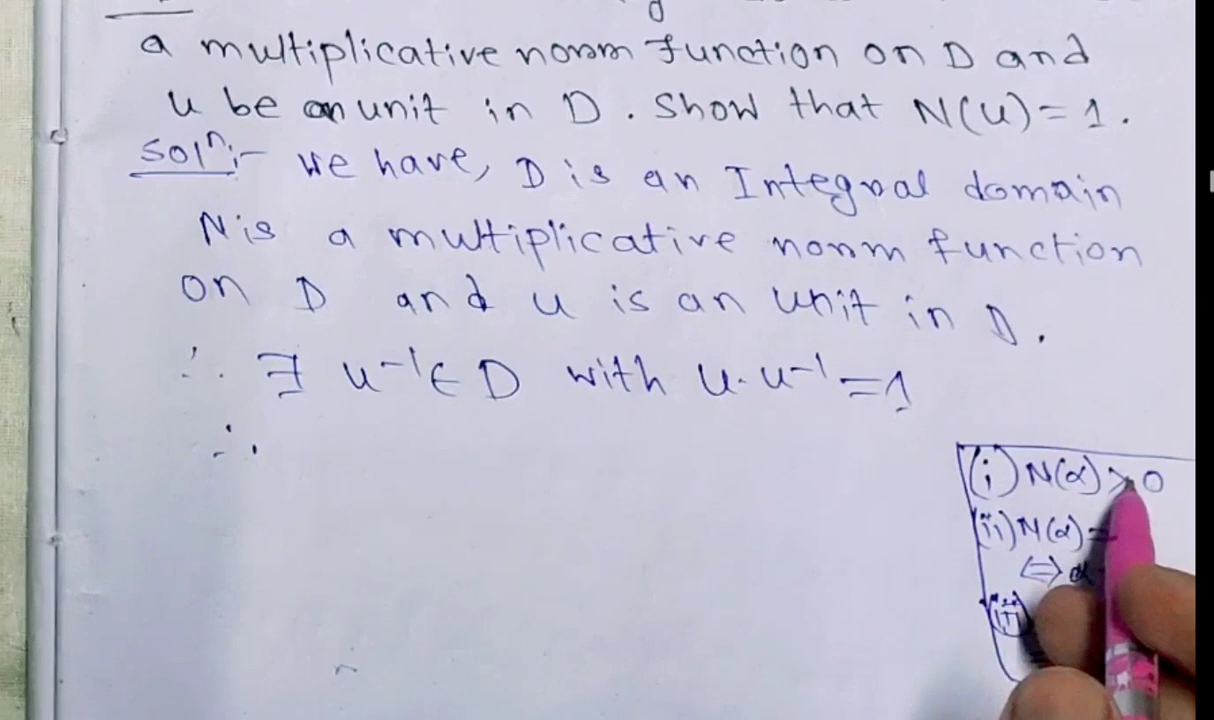 a multiplicative norm function on D and
u be an unit in D. Show that N(u)=1.
Solⁿ:- We have, D is an Integral domain
N is a multiplicative norm function
on D and u is an unit in D.
∴ ∃ u⁻¹ ∈ D with u.u⁻¹ = 1
∴
(i) N(α) > 0
(ii) N(α) =
⇔ α
(iii)